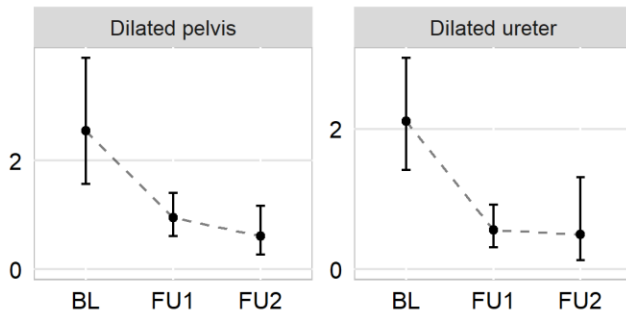 Dilated pelvis
Dilated ureter
2
0
2
0
BL FU1 FU2
BL FU1 FU2